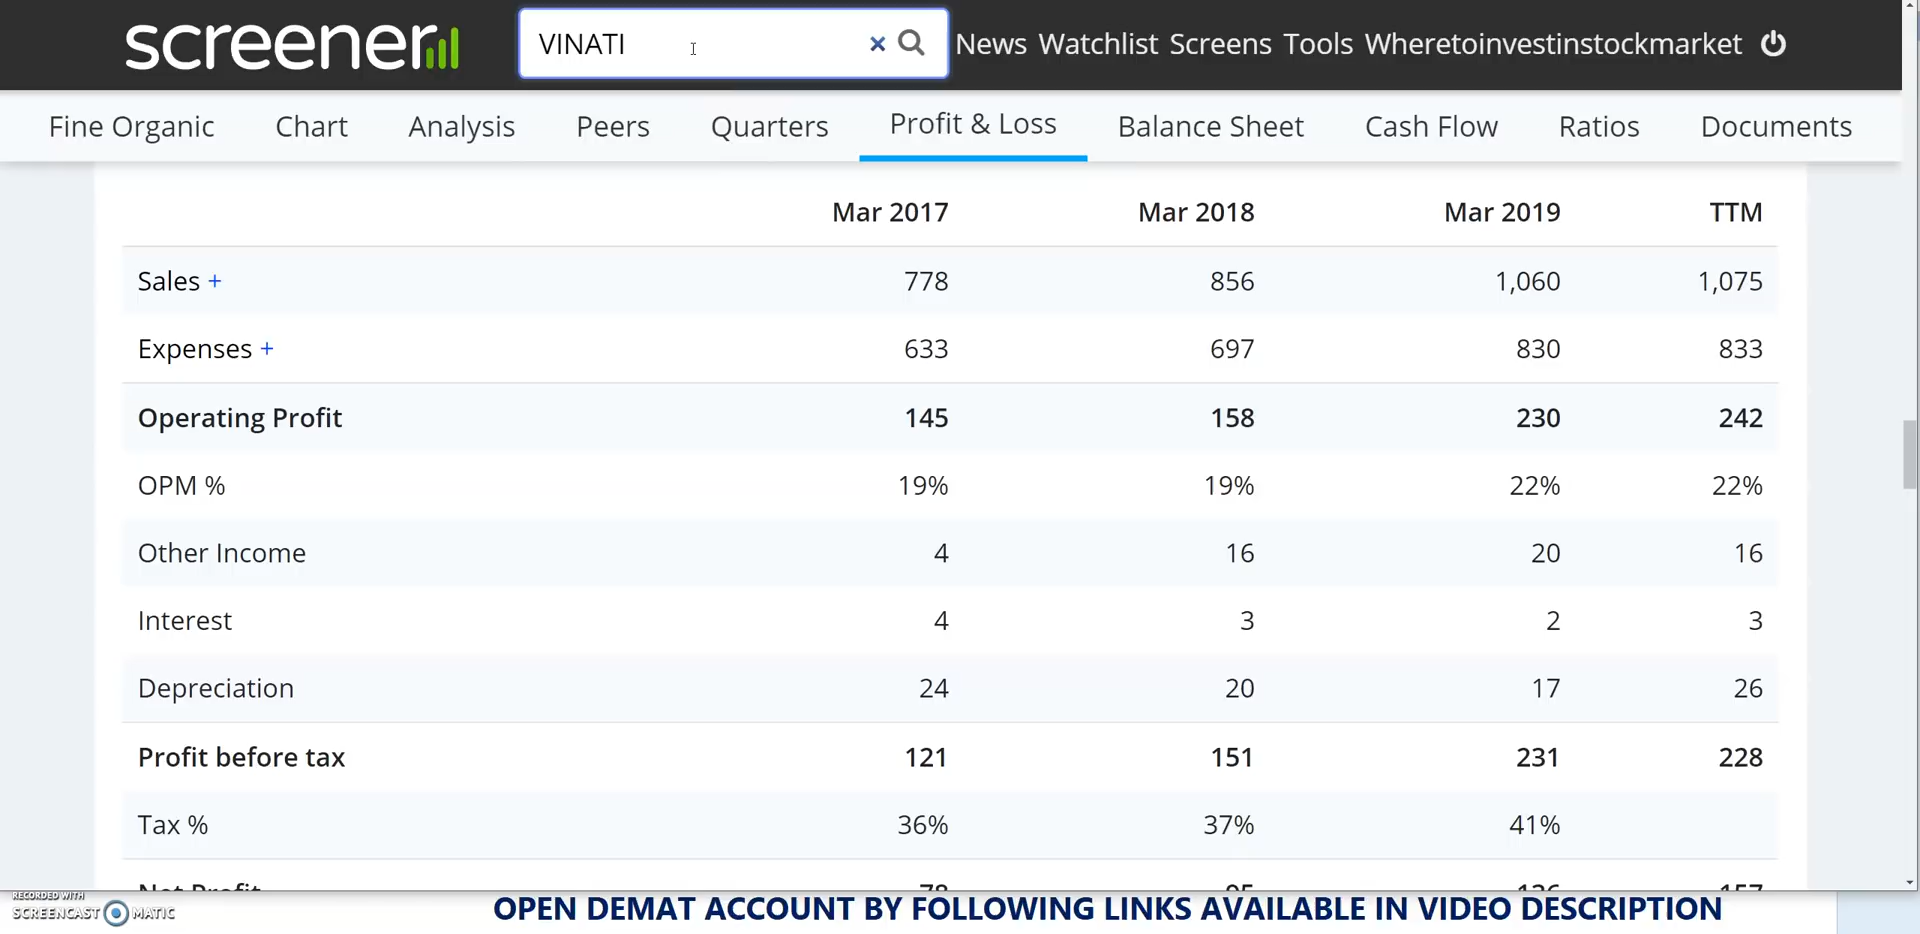 screener
VINATI × News Watchlist Screens Tools Wheretoinvestinstockmarket
Fine Organic Chart Analysis Peers Quarters Profit & Loss Balance Sheet Cash Flow Ratios Documents
Mar 2017 Mar 2018 Mar 2019 TTM
Sales + 778 856 1,060 1,075
Expenses + 633 697 830 833
Operating Profit 145 158 230 242
OPM % 19% 19% 22% 22%
Other Income 4 16 20 16
Interest 4 3 2 3
Depreciation 24 20 17 26
Profit before tax 121 151 231 228
Tax % 36% 37% 41%
Net Profit
RECORDED WITH
SCREENCAST MATIC
OPEN DEMAT ACCOUNT BY FOLLOWING LINKS AVAILABLE IN VIDEO DESCRIPTION